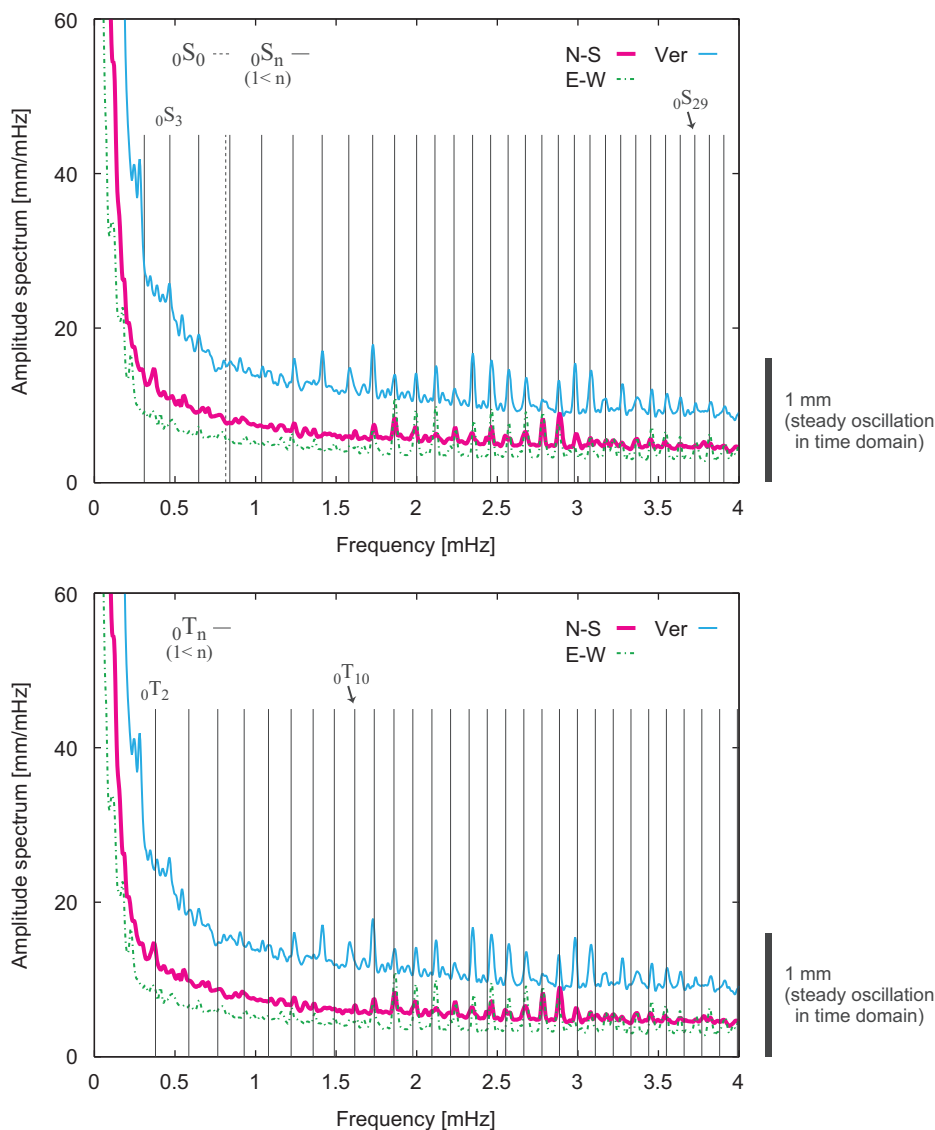 60
40
20
0
Amplitude spectrum [mm/mHz]
₀S₀
₀Sₙ
(1< n)
N-S
Ver
E-W
₀S₃
₀S₂₉
1 mm
(steady oscillation
in time domain)
0 0.5 1 1.5 2 2.5 3 3.5 4
Frequency [mHz]
60
40
20
0
Amplitude spectrum [mm/mHz]
₀Tₙ
(1< n)
N-S
Ver
E-W
₀T₂
₀T₁₀
1 mm
(steady oscillation
in time domain)
0 0.5 1 1.5 2 2.5 3 3.5 4
Frequency [mHz]